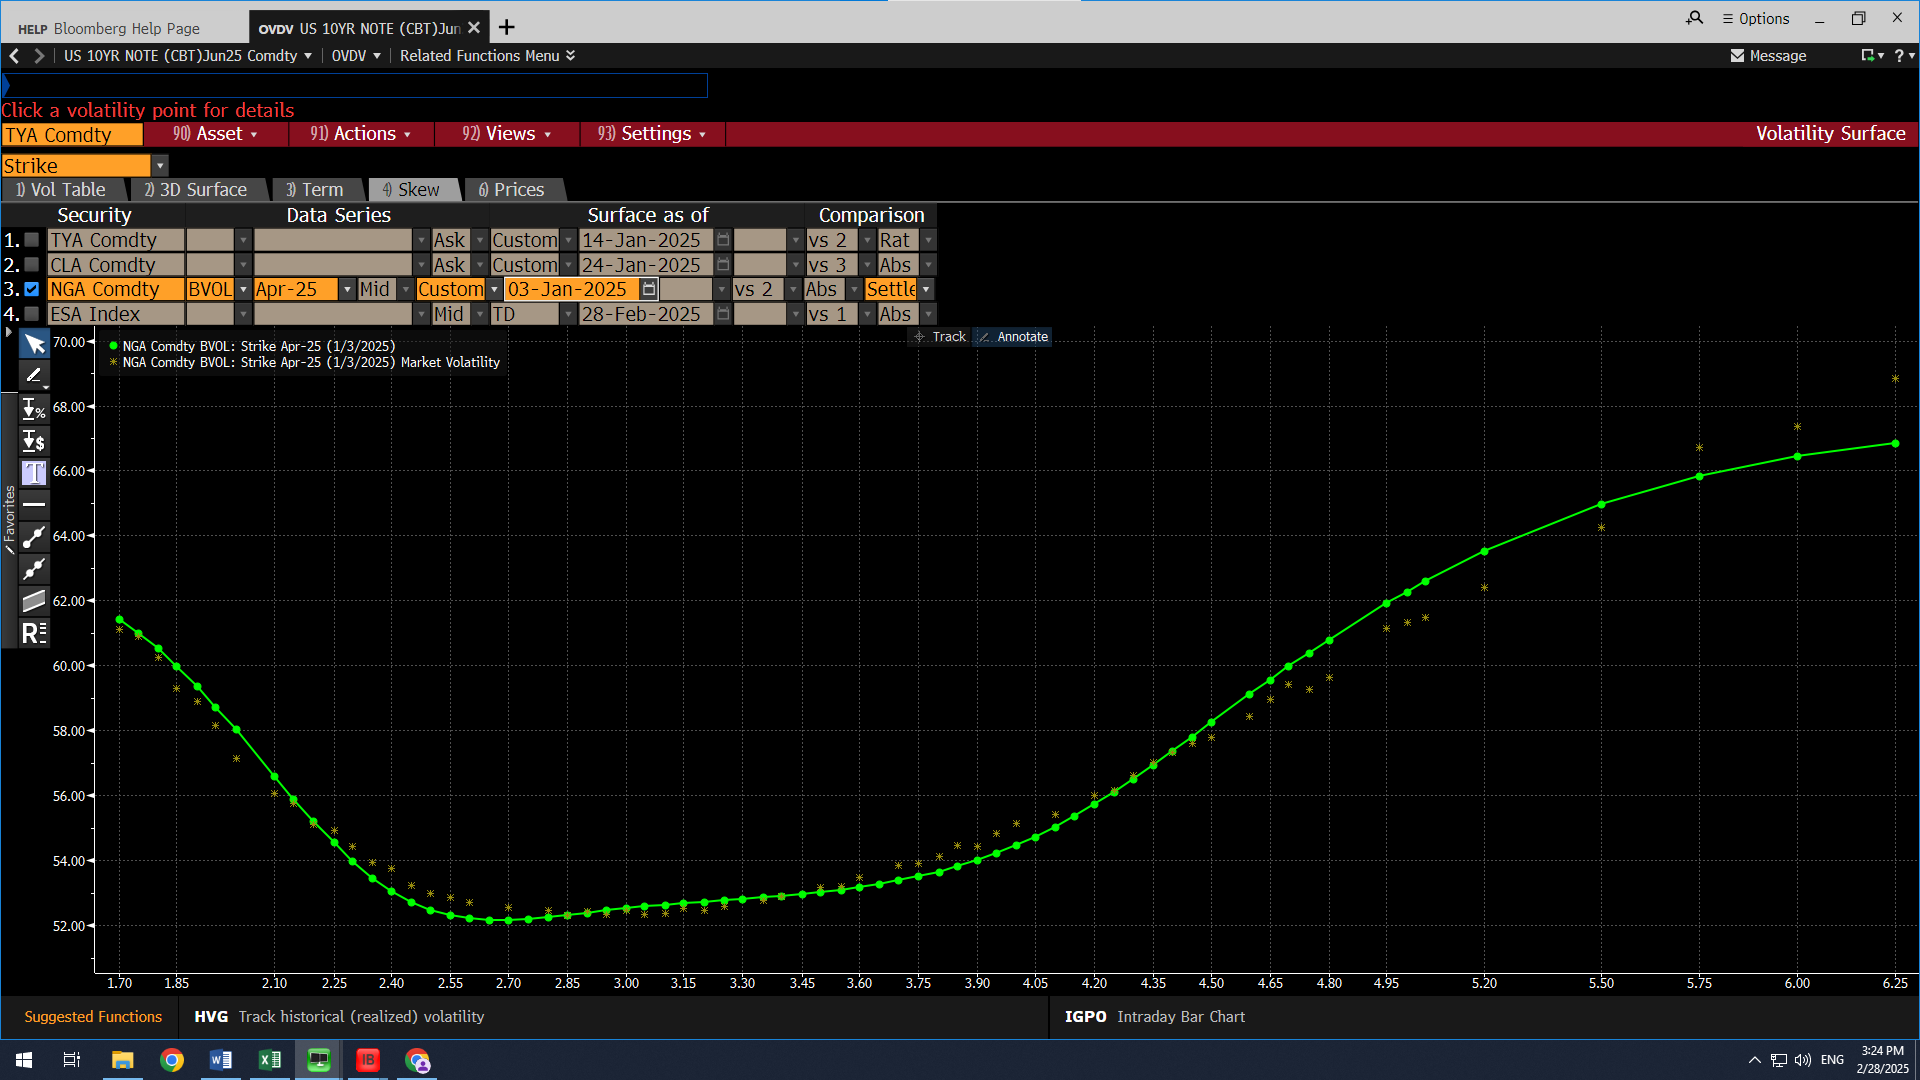 HELP Bloomberg Help Page
OVDV US 10YR NOTE (CBT)Jun
Options
US 10YR NOTE (CBT)Jun25 Comdty OVDV Related Functions Menu
Message
?
Click a volatility point for details
TYA Comdty 90) Asset 91) Actions 92) Views 93) Settings Volatility Surface
Strike
1) Vol Table 2) 3D Surface 3) Term 4) Skew 6) Prices
Security Data Series Surface as of Comparison
1. TYA Comdty Ask Custom 14-Jan-2025 vs 2 Rat
2. CLA Comdty Ask Custom 24-Jan-2025 vs 3 Abs
3. NGA Comdty BVOL Apr-25 Mid Custom 03-Jan-2025 vs 2 Abs Settle
4. ESA Index Mid TD 28-Feb-2025 vs 1 Abs
Track Annotate
NGA Comdty BVOL: Strike Apr-25 (1/3/2025)
NGA Comdty BVOL: Strike Apr-25 (1/3/2025) Market Volatility
Favorites
%
$
T
R
70.00
68.00
66.00
64.00
62.00
60.00
58.00
56.00
54.00
52.00
1.70 1.85 2.10 2.25 2.40 2.55 2.70 2.85 3.00 3.15 3.30 3.45 3.60 3.75 3.90 4.05 4.20 4.35 4.50 4.65 4.80 4.95 5.20 5.50 5.75 6.00 6.25
Suggested Functions HVG Track historical (realized) volatility IGPO Intraday Bar Chart
IB
ENG
3:24 PM
2/28/2025